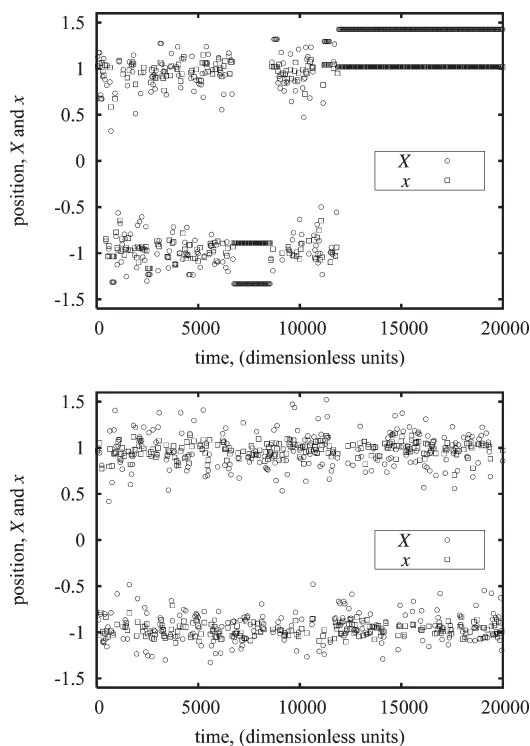 1.5
1
0.5
0
-0.5
-1
-1.5
position, X and x
X
x
0 5000 10000 15000 20000
time, (dimensionless units)
1.5
1
0.5
0
-0.5
-1
-1.5
position, X and x
X
x
0 5000 10000 15000 20000
time, (dimensionless units)